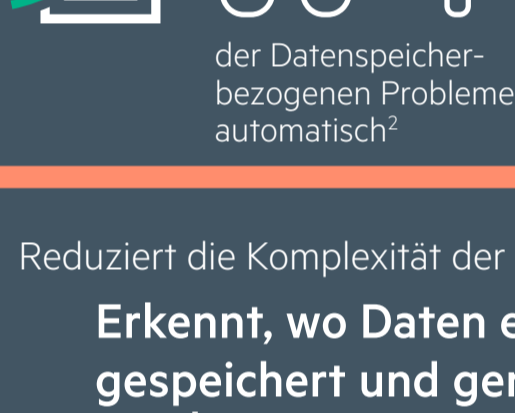 der Datenspeicher-
bezogenen Probleme
automatisch²
Reduziert die Komplexität der
Erkennt, wo Daten
gespeichert und